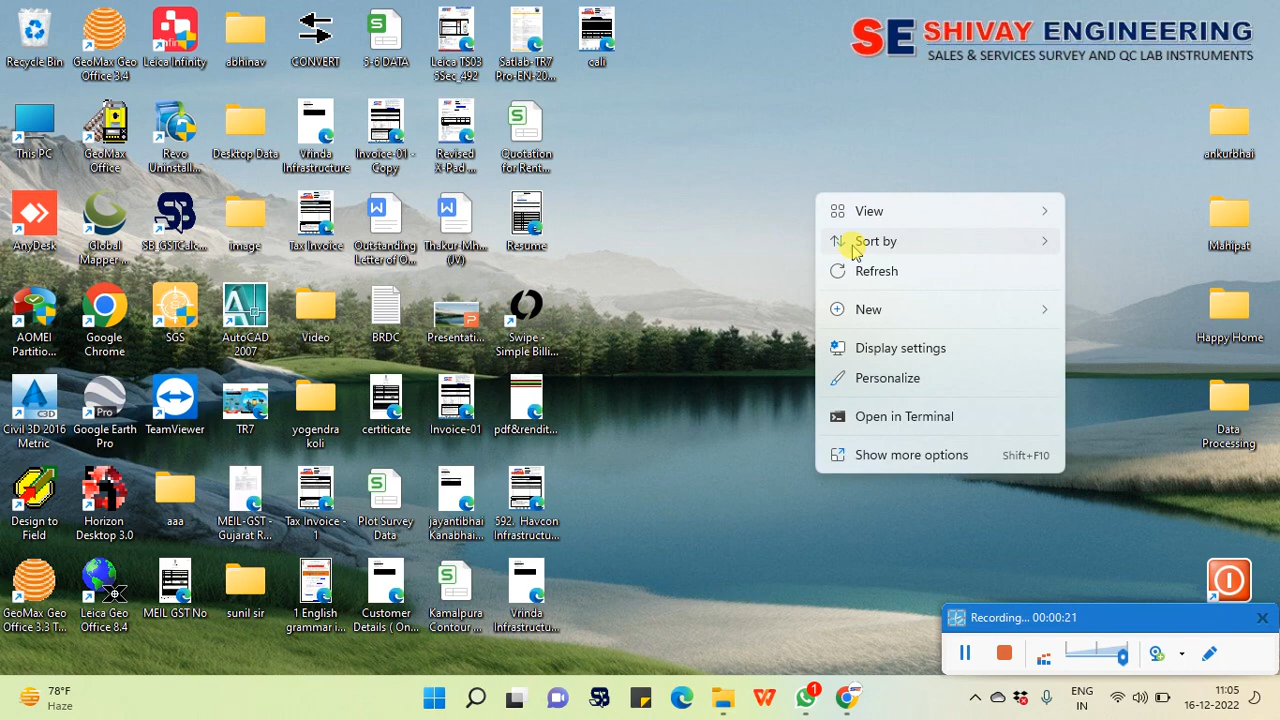 Recycle Bin
GeoMax Geo
Office 3.4
Leica Infinity
abhinav
CONVERT
5-6 DATA
Leica TS03
5Sec_492
Satlab-TR7
Pro-EN-20...
cali
SE SHIVAY ENGINEERING
SALES & SERVICES SURVEY AND QC LAB INSTRUMENTS
This PC
GeoMax
Office
Revo
Uninstall...
Desktop Data
Vrinda
Infrastructure
Invoice-01 -
Copy
Revised
X-Pad ...
Quotation
for Rent...
ankurbhai
AnyDesk
Global
Mapper ...
SB_GSTCalc...
image
Tax Invoice
Outstanding
Letter of O...
Thakur-Mh...
(JV)
Resume
Mahipat
AOMEI
Partitio...
Google
Chrome
SGS
AutoCAD
2007
Video
BRDC
Presentati...
Swipe -
Simple Billi...
Happy Home
Civil 3D 2016
Metric
Google Earth
Pro
TeamViewer
TR7
yogendra
koli
certificate
Invoice-01
pdf&rendit...
Data
Processing
Design to
Field
Horizon
Desktop 3.0
aaa
MEIL-GST -
Gujarat R...
Tax Invoice -
1
Plot Survey
Data
jayantibhai
Kanabhai...
592. Havcon
Infrastructu...
GeoMax Geo
Office 3.3 T...
Leica Geo
Office 8.4
MEIL GST No
sunil sir
1 English
grammar i...
Customer
Details ( On...
Kamalpura
Contour ...
Vrinda
Infrastructu...
View
Sort by
Refresh
New
Display settings
Personalize
Open in Terminal
Show more options Shift+F10
Recording... 00:00:21
78°F
Haze
1
ENG
IN
11:05
16-12-2022